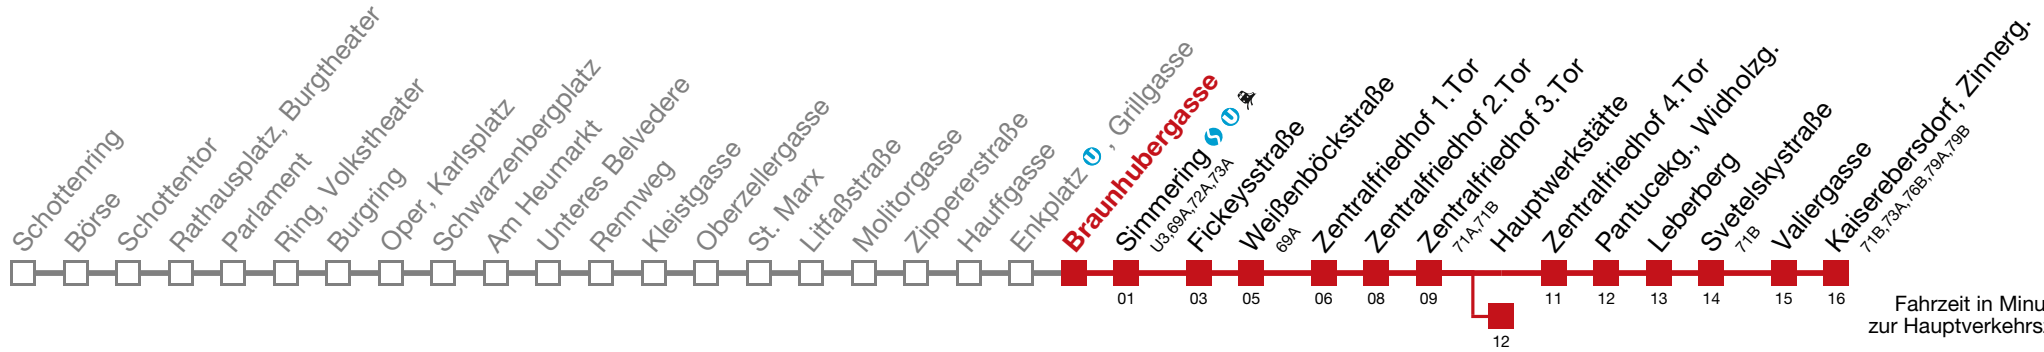 Schottenring
Börse
Schottentor
Rathausplatz, Burgtheater
Parlament
Ring, Volkstheater
Burgring
Oper, Karlsplatz
Schwarzenbergplatz
Am Heumarkt
Unteres Belvedere
Rennweg
Kleistgasse
Oberzellergasse
St. Marx
Litfaßstraße
Molitorgasse
Zippererstraße
Hauffgasse
Enkplatz U, Grillgasse
Braunhubergasse
Simmering S U
U3,69A,72A,73A
Fickeysstraße
Weißenböckstraße
69A
Zentralfriedhof 1.Tor
Zentralfriedhof 2.Tor
Zentralfriedhof 3.Tor
71A,71B
Hauptwerkstätte
Zentralfriedhof 4.Tor
Pantucekg., Widholzg.
Leberberg
Svetelskystraße
71B
Valiergasse
Kaiserebersdorf, Zinnerg.
71B,73A,76B,79A,79B
01 03 05 06 08 09 11 12 13 14 15 16
12
Fahrzeit in Minu
zur Hauptverkehrs